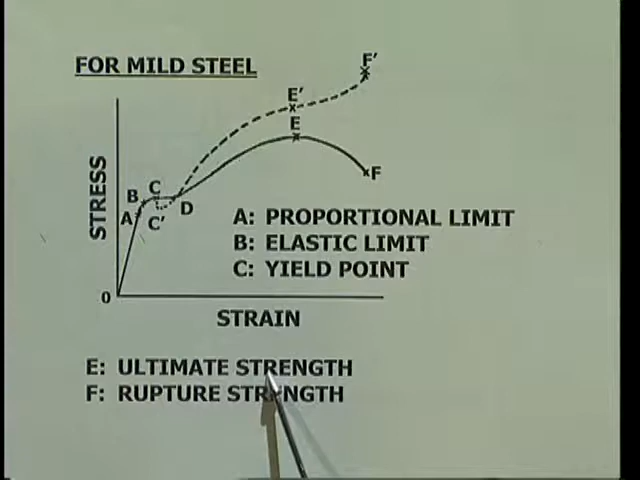 FOR MILD STEEL
F'
E'
E
F
STRESS
B
C
A
C'
D
A: PROPORTIONAL LIMIT
B: ELASTIC LIMIT
C: YIELD POINT
0
STRAIN
E: ULTIMATE STRENGTH
F: RUPTURE STRENGTH